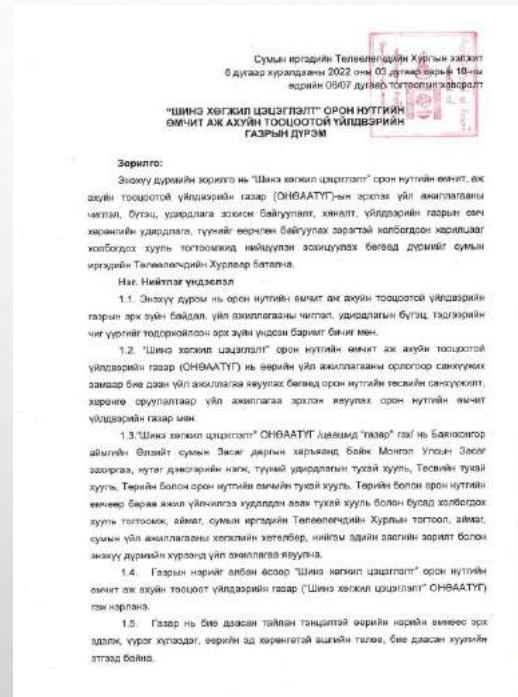 Сумын иргэдийн Төлөөлөгчдийн Хурлын ээлжит
6 дугаар хуралдааны 2022 оны 03 дугаар сарын 10-ны
өдрийн 06/07 дугаар тогтоолын хавсралт
"ШИНЭ ХӨГЖИЛ ЦЭЦЭГЛЭЛТ" ОРОН НУТГИЙН
ӨМЧИТ АЖ АХУЙН ТООЦООТОЙ ҮЙЛДВЭРИЙН
ГАЗРЫН ДҮРЭМ
Зорилго:
Энэхүү дүрмийн зорилго нь "Шинэ хөгжил цэцэглэлт" орон нутгийн өмчит, аж
ахуйн тооцоотой үйлдвэрийн газар (ОНӨААТҮГ)-ын эрхлэх үйл ажиллагааны
чиглэл, бүтэц, удирдлага зохион байгуулалт, хяналт, үйлдвэрийн газрын өмч
хөрөнгийн удирдлага, түүнийг өөрчлөн байгуулах зэрэгтэй холбогдсон харилцааг
холбогдох хууль тогтоомжид нийцүүлэн зохицуулах бөгөөд дүрмийг сумын
иргэдийн Төлөөлөгчдийн Хурлаар батална.
Нэг. Нийтлэг үндэслэл
1.1. Энэхүү дүрэм нь орон нутгийн өмчит аж ахуйн тооцоотой үйлдвэрийн
газрын эрх зүйн байдал, үйл ажиллагааны чиглэл, удирдлагын бүтэц, тэдгээрийн
чиг үүргийг тодорхойлсон эрх зүйн үндсэн баримт бичиг мөн.
1.2. "Шинэ хөгжил цэцэглэлт" орон нутгийн өмчит аж ахуйн тооцоотой
үйлдвэрийн газар (ОНӨААТҮГ) нь өөрийн үйл ажиллагааны орлогоор санхүүжих
замаар бие даан үйл ажиллагаа явуулах бөгөөд орон нутгийн төсвийн санхүүжилт,
хөрөнгө оруулалтаар үйл ажиллагаа эрхлэн явуулах орон нутгийн өмчит
үйлдвэрийн газар мөн.
1.3."Шинэ хөгжил цэцэглэлт" ОНӨААТҮГ /цаашид "газар" гэх/ нь Баянхонгор
аймгийн Өлзийт сумын Засаг даргын харъяанд байж Монгол Улсын Засаг
захиргаа, нутаг дэвсгэрийн нэгж, түүний удирдлагын тухай хууль, Төсвийн тухай
хууль, Төрийн болон орон нутгийн өмчийн тухай хууль, Төрийн болон орон нутгийн
өмчөөр бараа ажил үйлчилгээ худалдан авах тухай хууль болон бусад холбогдох
хууль тогтоомж, аймаг, сумын иргэдийн Төлөөлөгчдийн Хурлын тогтоол, аймаг,
сумын үйл ажиллагааны хөгжлийн хөтөлбөр, нийгэм эдийн засгийн зорилт болон
энэхүү дүрмийн хүрээнд үйл ажиллагаа явуулна.
1.4. Газрын нэрийг албан ёсоор "Шинэ хөгжил цэцэглэлт" орон нутгийн
өмчит аж ахуйн тооцоот үйлдвэрийн газар ("Шинэ хөгжил цэцэглэлт" ОНӨААТҮГ)
гэж нэрлэнэ.
1.5. Газар нь бие даасан тайлан тэнцэлтэй өөрийн нэрийн өмнөөс эрх
эдэлж, үүрэг хүлээдэг, өөрийн эд хөрөнгөтэй ашгийн төлөө, бие даасан хуулийн
этгээд байна.